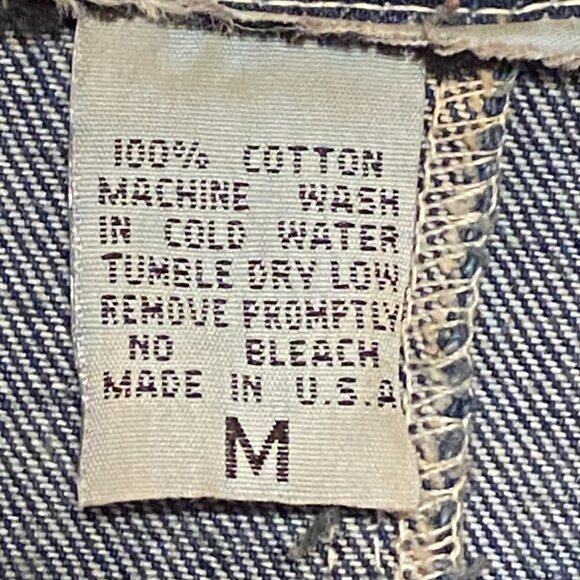 100% COTTON
MACHINE WASH
IN COLD WATER
TUMBLE DRY LOW
REMOVE PROMPTLY
NO BLEACH
MADE IN U.S.A
M